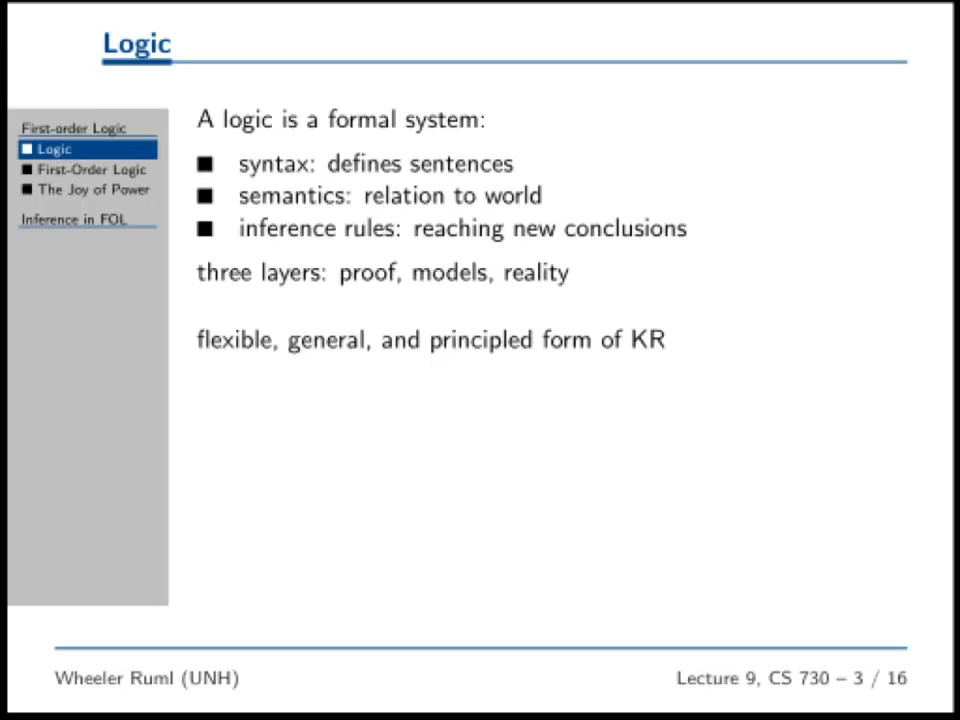 Logic
First-order Logic
Logic
First-Order Logic
The Joy of Power
Inference in FOL
A logic is a formal system:
■ syntax: defines sentences
■ semantics: relation to world
■ inference rules: reaching new conclusions
three layers: proof, models, reality
flexible, general, and principled form of KR
Wheeler Ruml (UNH)
Lecture 9, CS 730 – 3 / 16